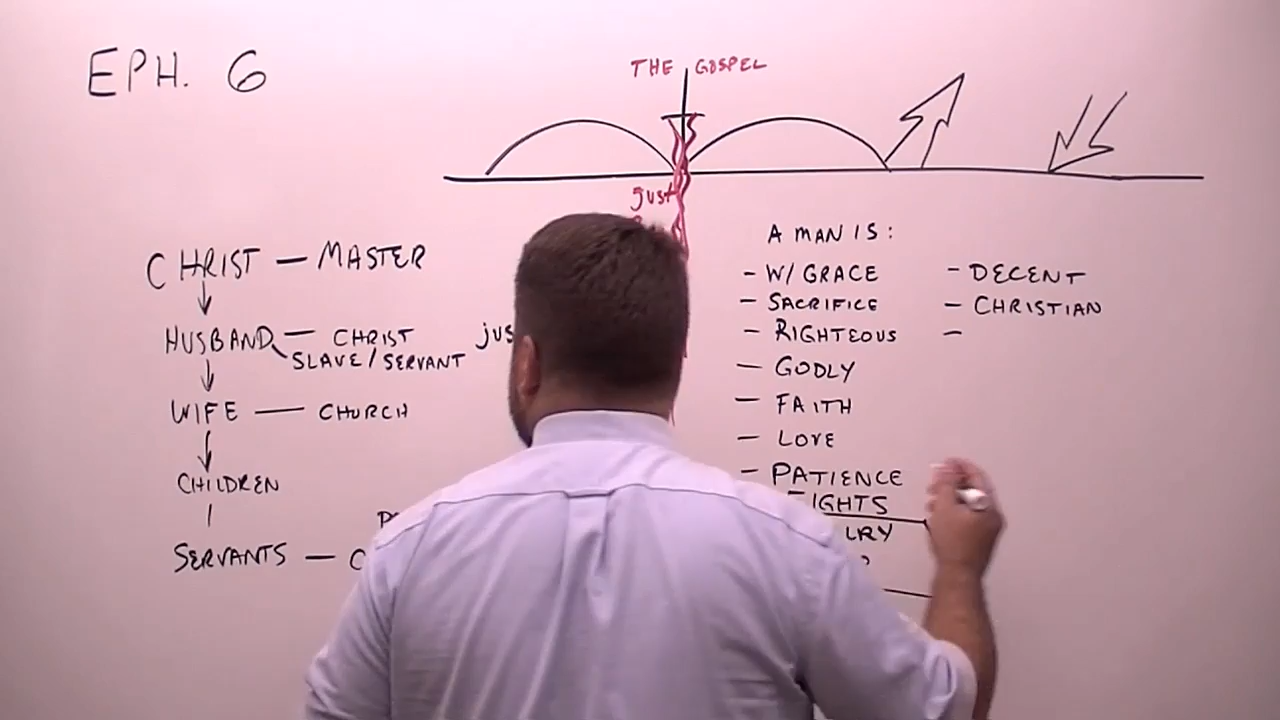 EPH. 6
THE GOSPEL
just
CHRIST — MASTER
HUSBAND — CHRIST
SLAVE / SERVANT
WIFE — CHURCH
CHILDREN
SERVANTS —
A MAN IS:
- W/ GRACE
- SACRIFICE
- RIGHTEOUS
- GODLY
- FAITH
- LOVE
- PATIENCE
- DECENT
- CHRISTIAN
-